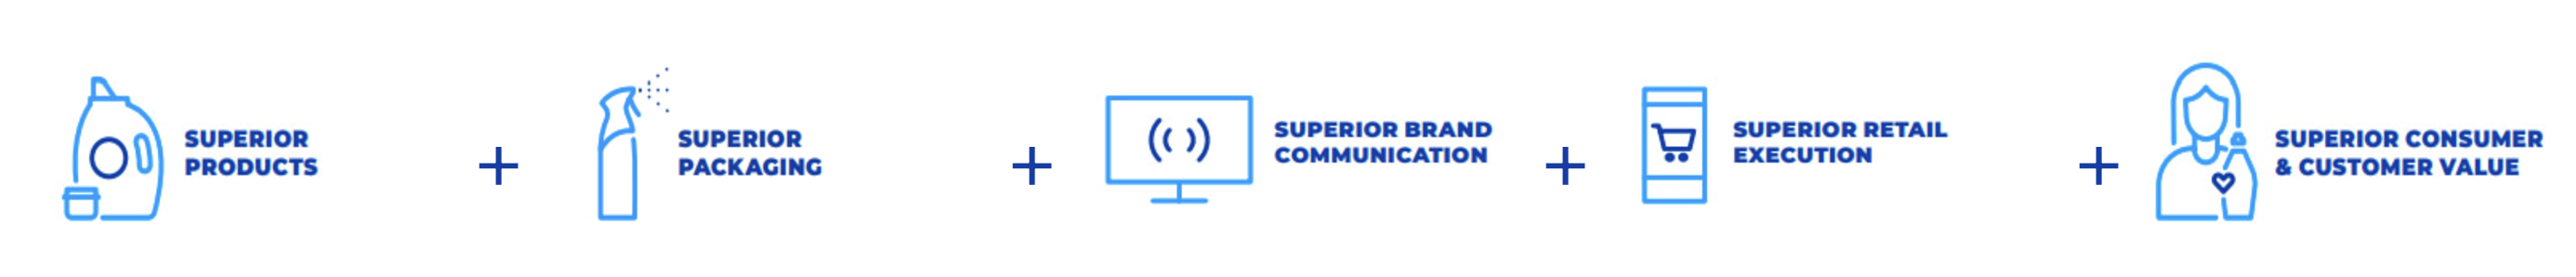 SUPERIOR
PRODUCTS
+
SUPERIOR
PACKAGING
+
SUPERIOR BRAND
COMMUNICATION
+
SUPERIOR RETAIL
EXECUTION
+
SUPERIOR CONSUMER
& CUSTOMER VALUE